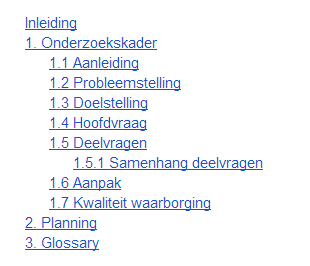 Inleiding
1. Onderzoekskader
1.1 Aanleiding
1.2 Probleemstelling
1.3 Doelstelling
1.4 Hoofdvraag
1.5 Deelvragen
1.5.1 Samenhang deelvragen
1.6 Aanpak
1.7 Kwaliteit waarborging
2. Planning
3. Glossary